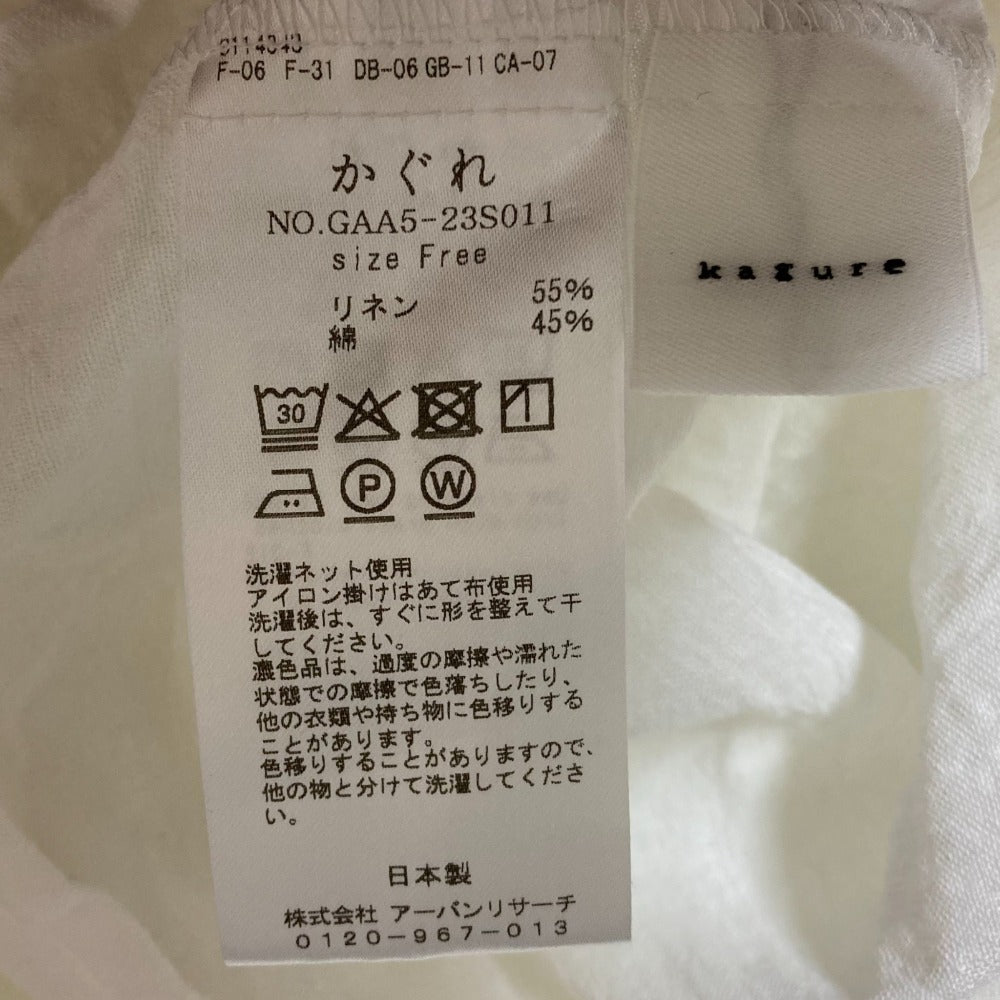 F-06 F-31 DB-06 GB-11 CA-07
かぐれ
NO.GAA5-23S011
size Free
リネン 55%
綿 45%
30
P W
洗濯ネット使用
アイロン掛けはあて布使用
洗濯後は、すぐに形を整えて干
してください。
濃色品は、過度の摩擦や濡れた
状態での摩擦で色落ちしたり、
他の衣類や持ち物に色移りする
ことがあります。
色移りすることがありますので、
他の物と分けて洗濯してくださ
い。
日本製
株式会社 アーバンリサーチ
0120-967-013
kagure